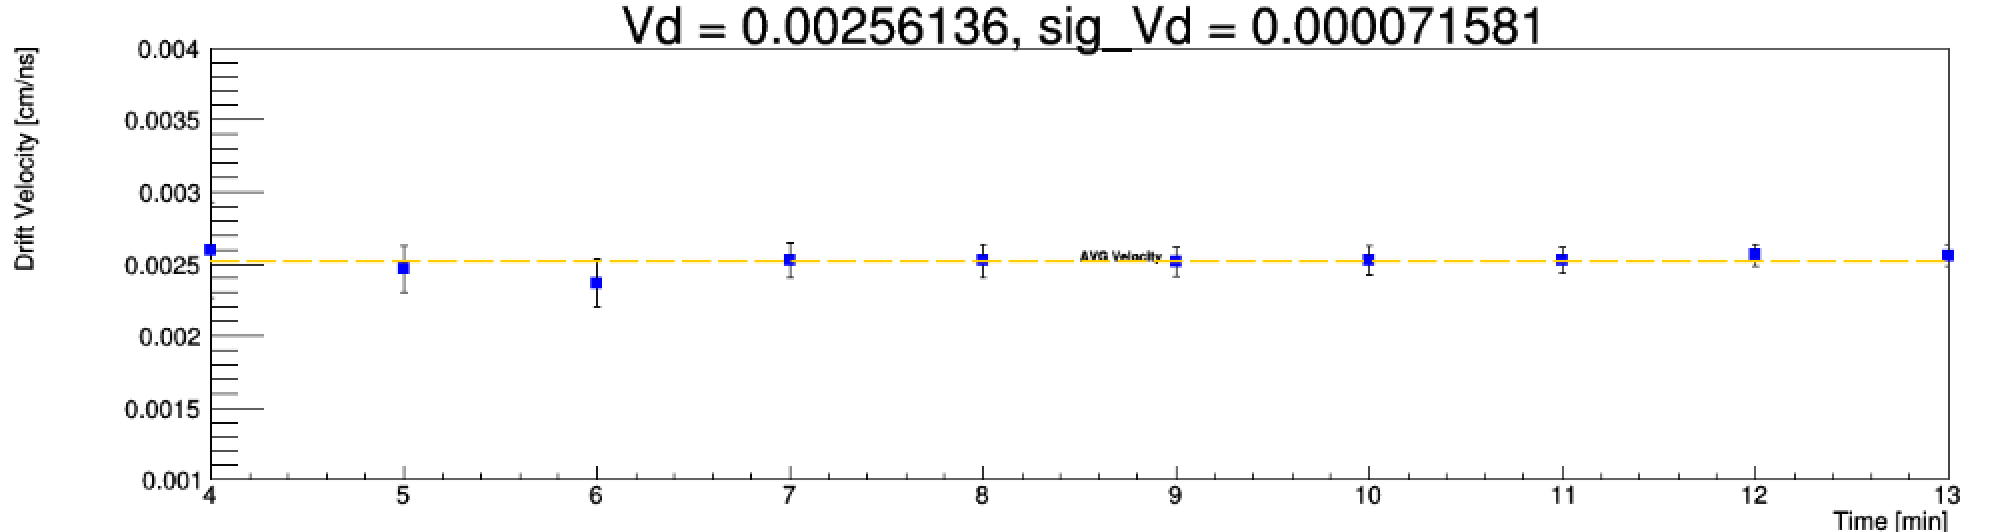 Vd = 0.00256136, sig_Vd = 0.000071581
Drift Velocity [cm/ns]
0.004
0.0035
0.003
0.0025
0.002
0.0015
0.001
AVG Velocity
4 5 6 7 8 9 10 11 12 13
Time [min]